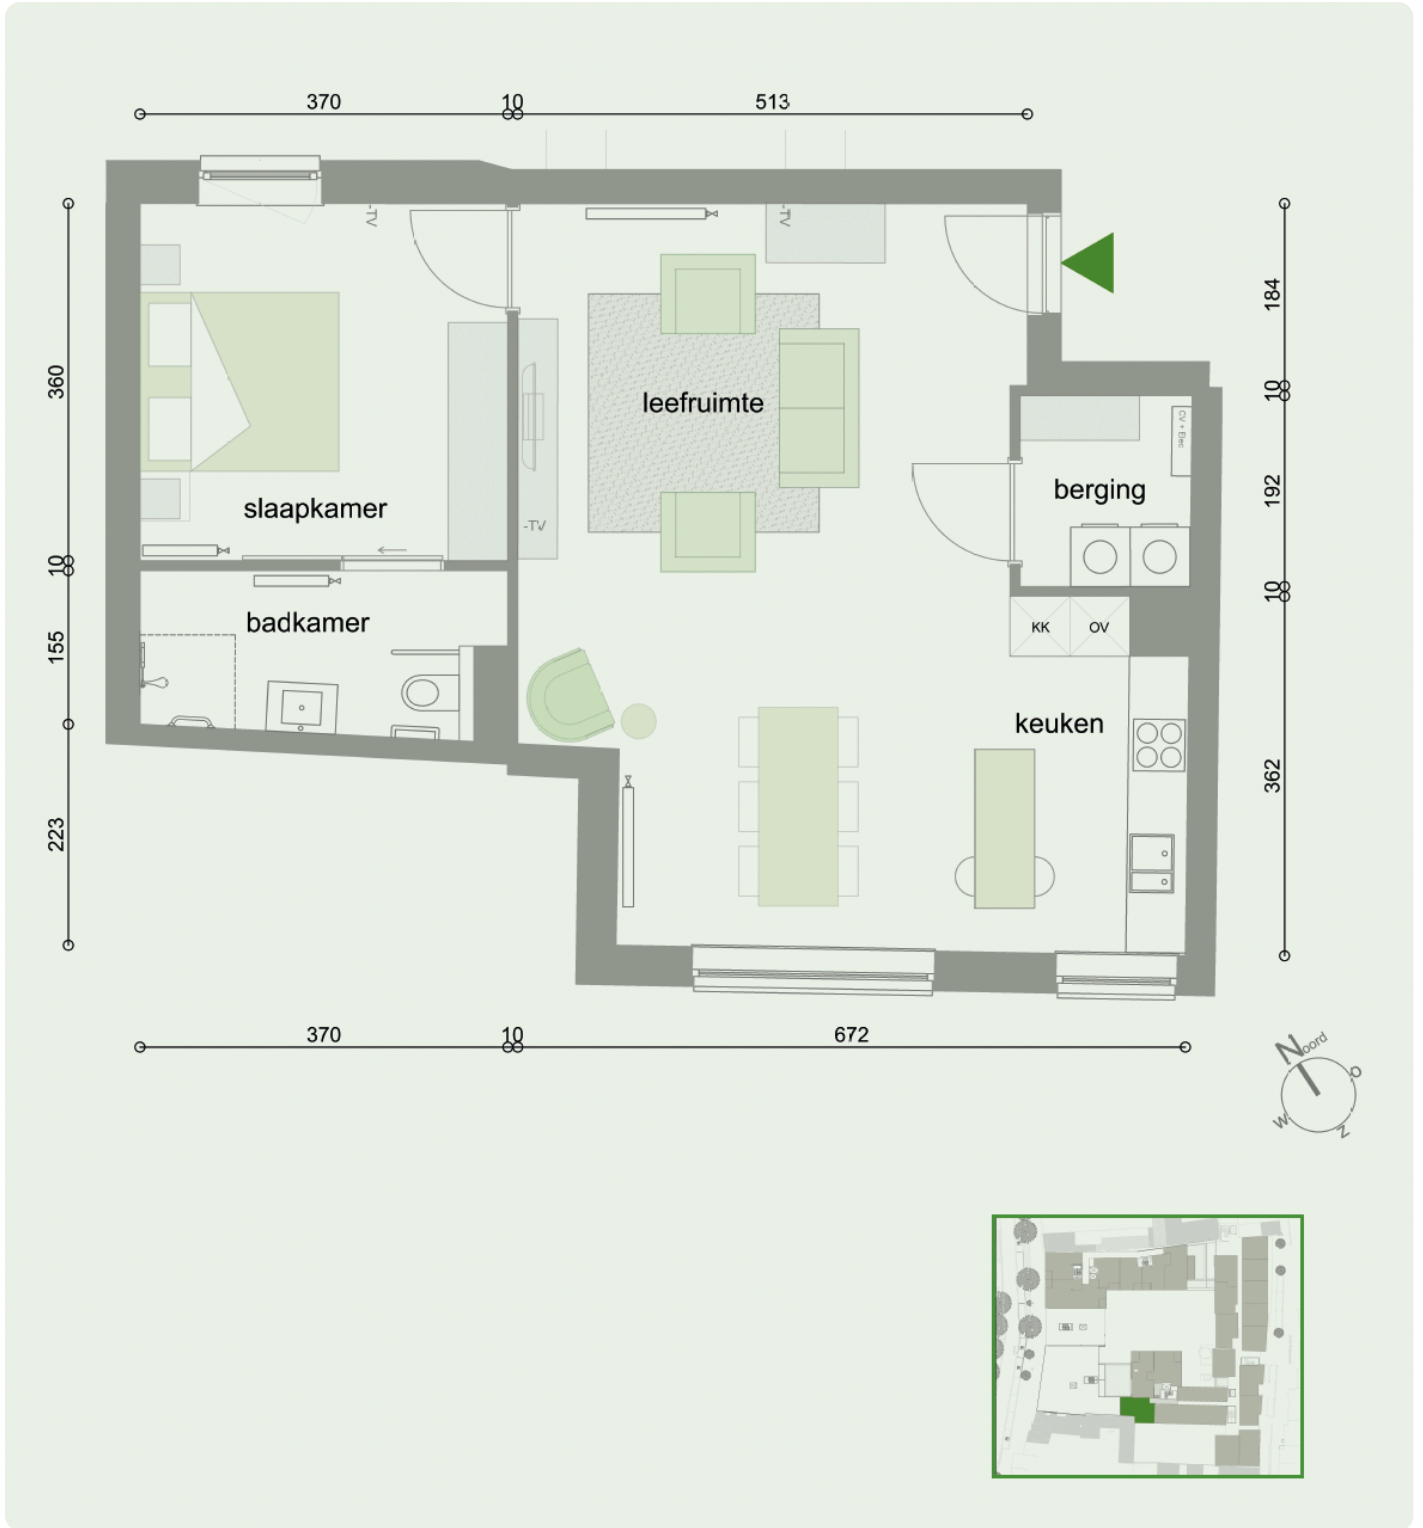 370 10 513
-TV
-TV
184
360
leefruimte
10
CV + Elec
berging
192
slaapkamer
-TV
10
10
badkamer
155
KK OV
keuken
362
223
370 10 672
Noord
O
W
Z